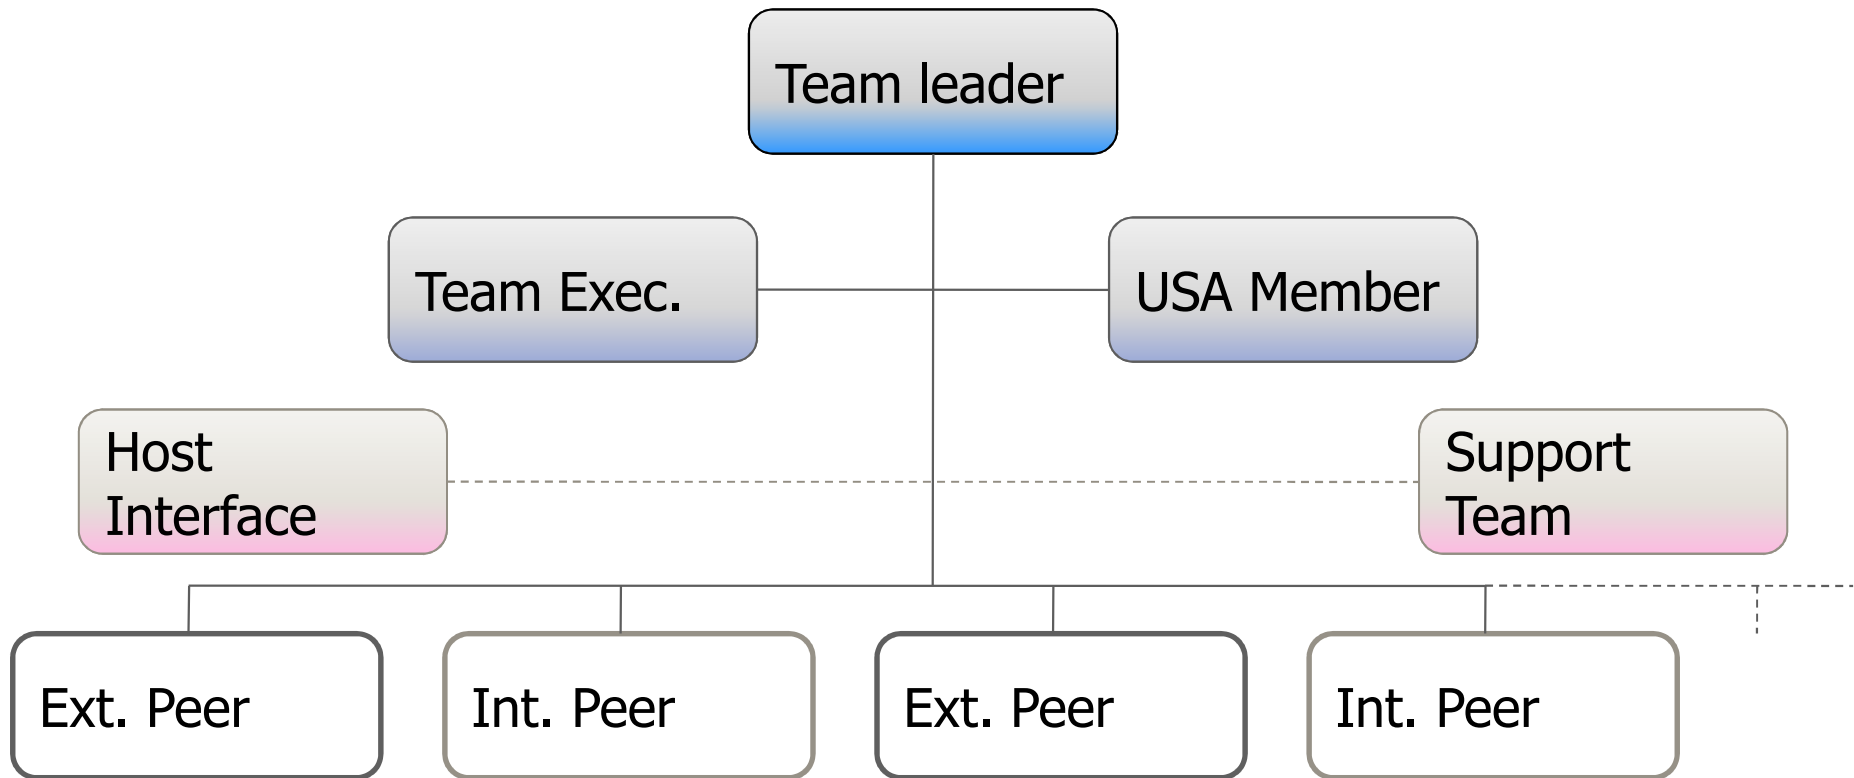 Team leader
Team Exec.
USA Member
Host
Interface
Support
Team
Ext. Peer
Int. Peer
Ext. Peer
Int. Peer